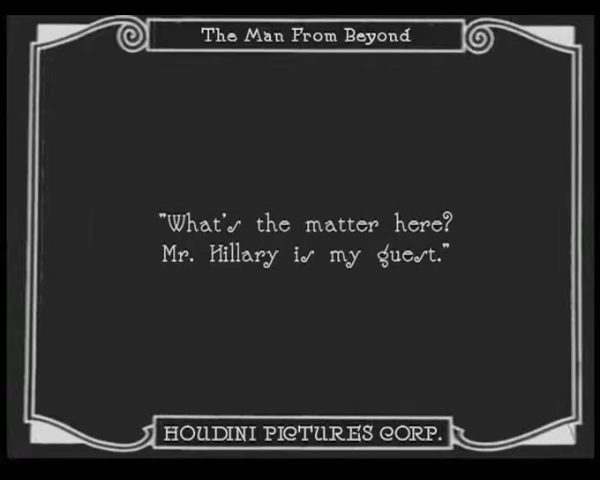 The Man From Beyond
"What's the matter here?
Mr. Hillary is my guest."
HOUDINI PICTURES CORP.